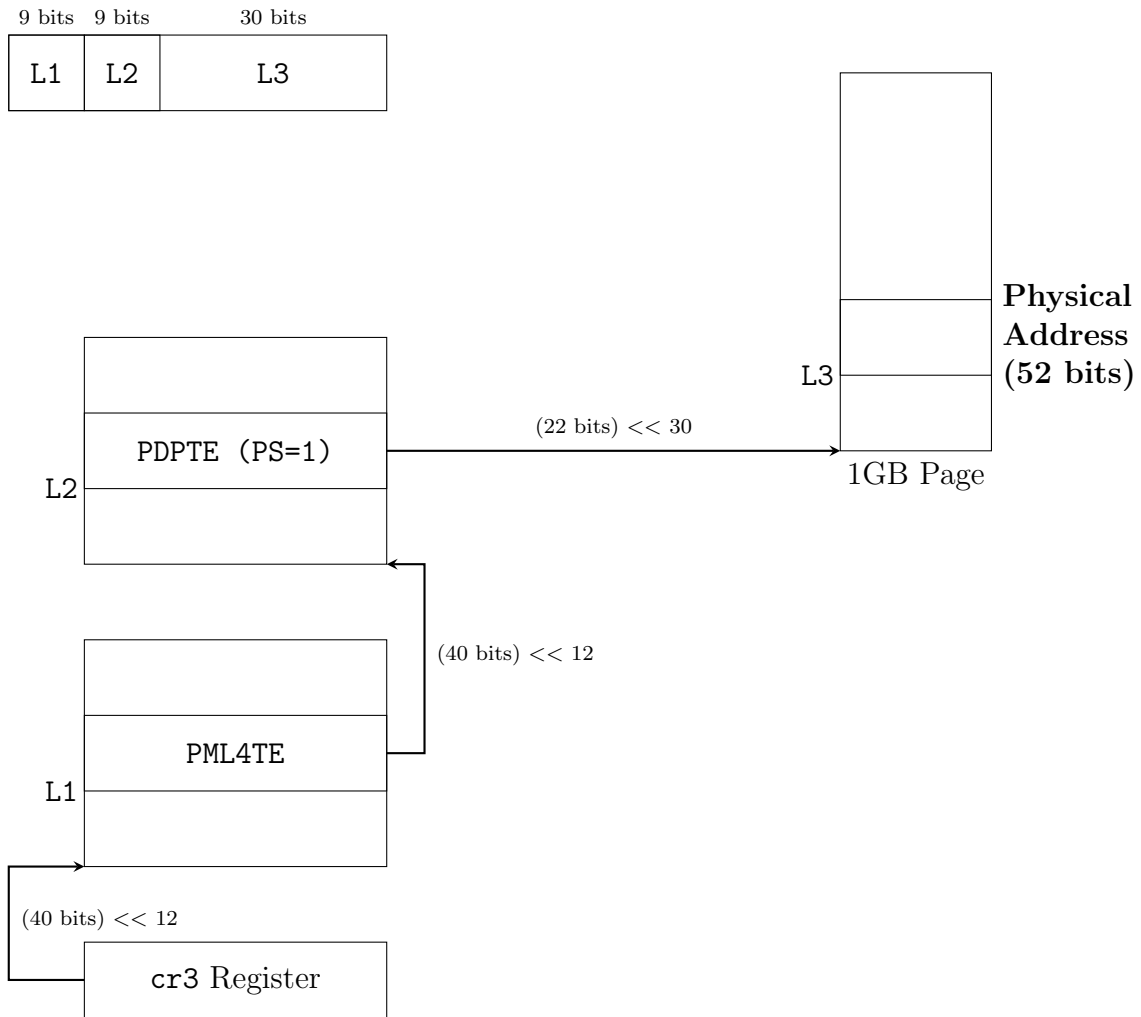 9 bits 9 bits 30 bits
L1 L2 L3
Physical
Address
(52 bits)
L3
(22 bits) << 30
PDPTE (PS=1)
1GB Page
L2
(40 bits) << 12
PML4TE
L1
(40 bits) << 12
cr3 Register